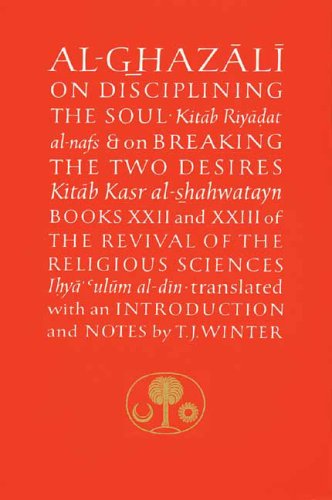 AL-GHAZĀLĪ
ON DISCIPLINING
THE SOUL · Kitāb Riyāḍat
al-nafs & on BREAKING
THE TWO DESIRES
Kitāb Kasr al-shahwatayn
BOOKS XXII and XXIII of
THE REVIVAL OF THE
RELIGIOUS SCIENCES
Iḥyāʾ ʿulūm al-dīn · translated
with an INTRODUCTION
and NOTES by T.J. WINTER